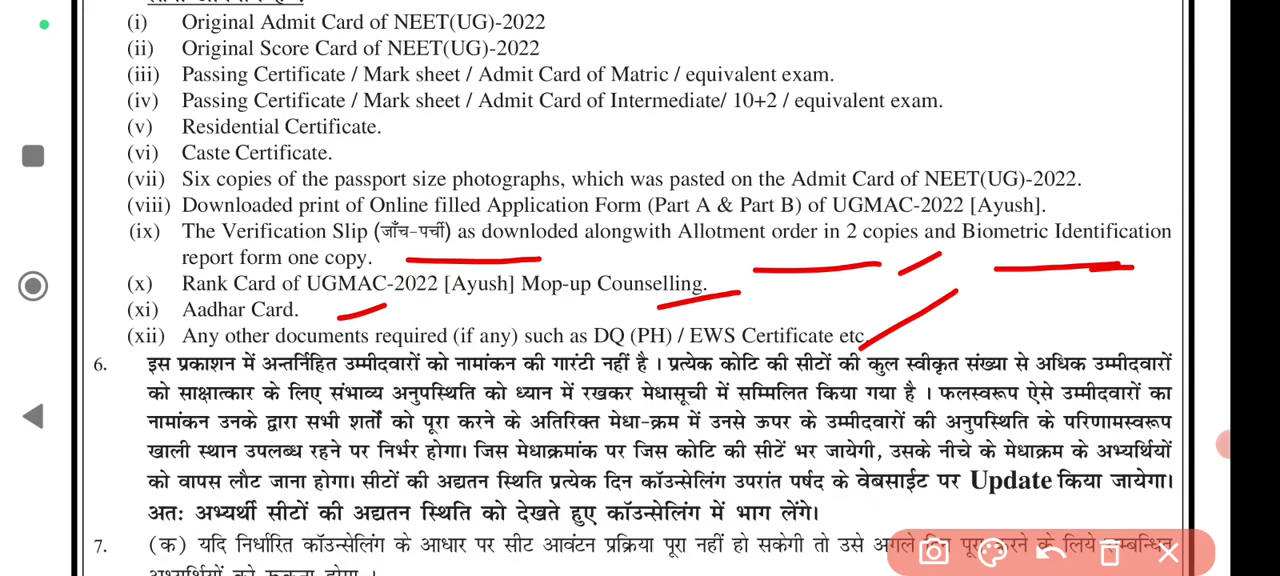 (i) Original Admit Card of NEET(UG)-2022
(ii) Original Score Card of NEET(UG)-2022
(iii) Passing Certificate / Mark sheet / Admit Card of Matric / equivalent exam.
(iv) Passing Certificate / Mark sheet / Admit Card of Intermediate/ 10+2 / equivalent exam.
(v) Residential Certificate.
(vi) Caste Certificate.
(vii) Six copies of the passport size photographs, which was pasted on the Admit Card of NEET(UG)-2022.
(viii) Downloaded print of Online filled Application Form (Part A & Part B) of UGMAC-2022 [Ayush].
(ix) The Verification Slip (जाँच-पर्ची) as downloded alongwith Allotment order in 2 copies and Biometric Identification
report form one copy.
(x) Rank Card of UGMAC-2022 [Ayush] Mop-up Counselling.
(xi) Aadhar Card.
(xii) Any other documents required (if any) such as DQ (PH) / EWS Certificate etc.
6. इस प्रकाशन में अन्तर्निहित उम्मीदवारों को नामांकन की गारंटी नहीं है । प्रत्येक कोटि की सीटों की कुल स्वीकृत संख्या से अधिक उम्मीदवारों
को साक्षात्कार के लिए संभाव्य अनुपस्थिति को ध्यान में रखकर मेधासूची में सम्मिलित किया गया है । फलस्वरूप ऐसे उम्मीदवारों का
नामांकन उनके द्वारा सभी शर्तों को पूरा करने के अतिरिक्त मेधा-क्रम में उनसे ऊपर के उम्मीदवारों की अनुपस्थिति के परिणामस्वरूप
खाली स्थान उपलब्ध रहने पर निर्भर होगा। जिस मेधाक्रमांक पर जिस कोटि की सीटें भर जायेगी, उसके नीचे के मेधाक्रम के अभ्यर्थियों
को वापस लौट जाना होगा। सीटों की अद्यतन स्थिति प्रत्येक दिन कॉउन्सेलिंग उपरांत पर्षद के वेबसाईट पर Update किया जायेगा।
अतः अभ्यर्थी सीटों की अद्यतन स्थिति को देखते हुए कॉउन्सेलिंग में भाग लेंगे।
7. (क) यदि निर्धारित कॉउन्सेलिंग के आधार पर सीट आवंटन प्रक्रिया पूरा नहीं हो सकेगी तो उसे अगले दिन पूरा करने के लिये सम्बन्धित